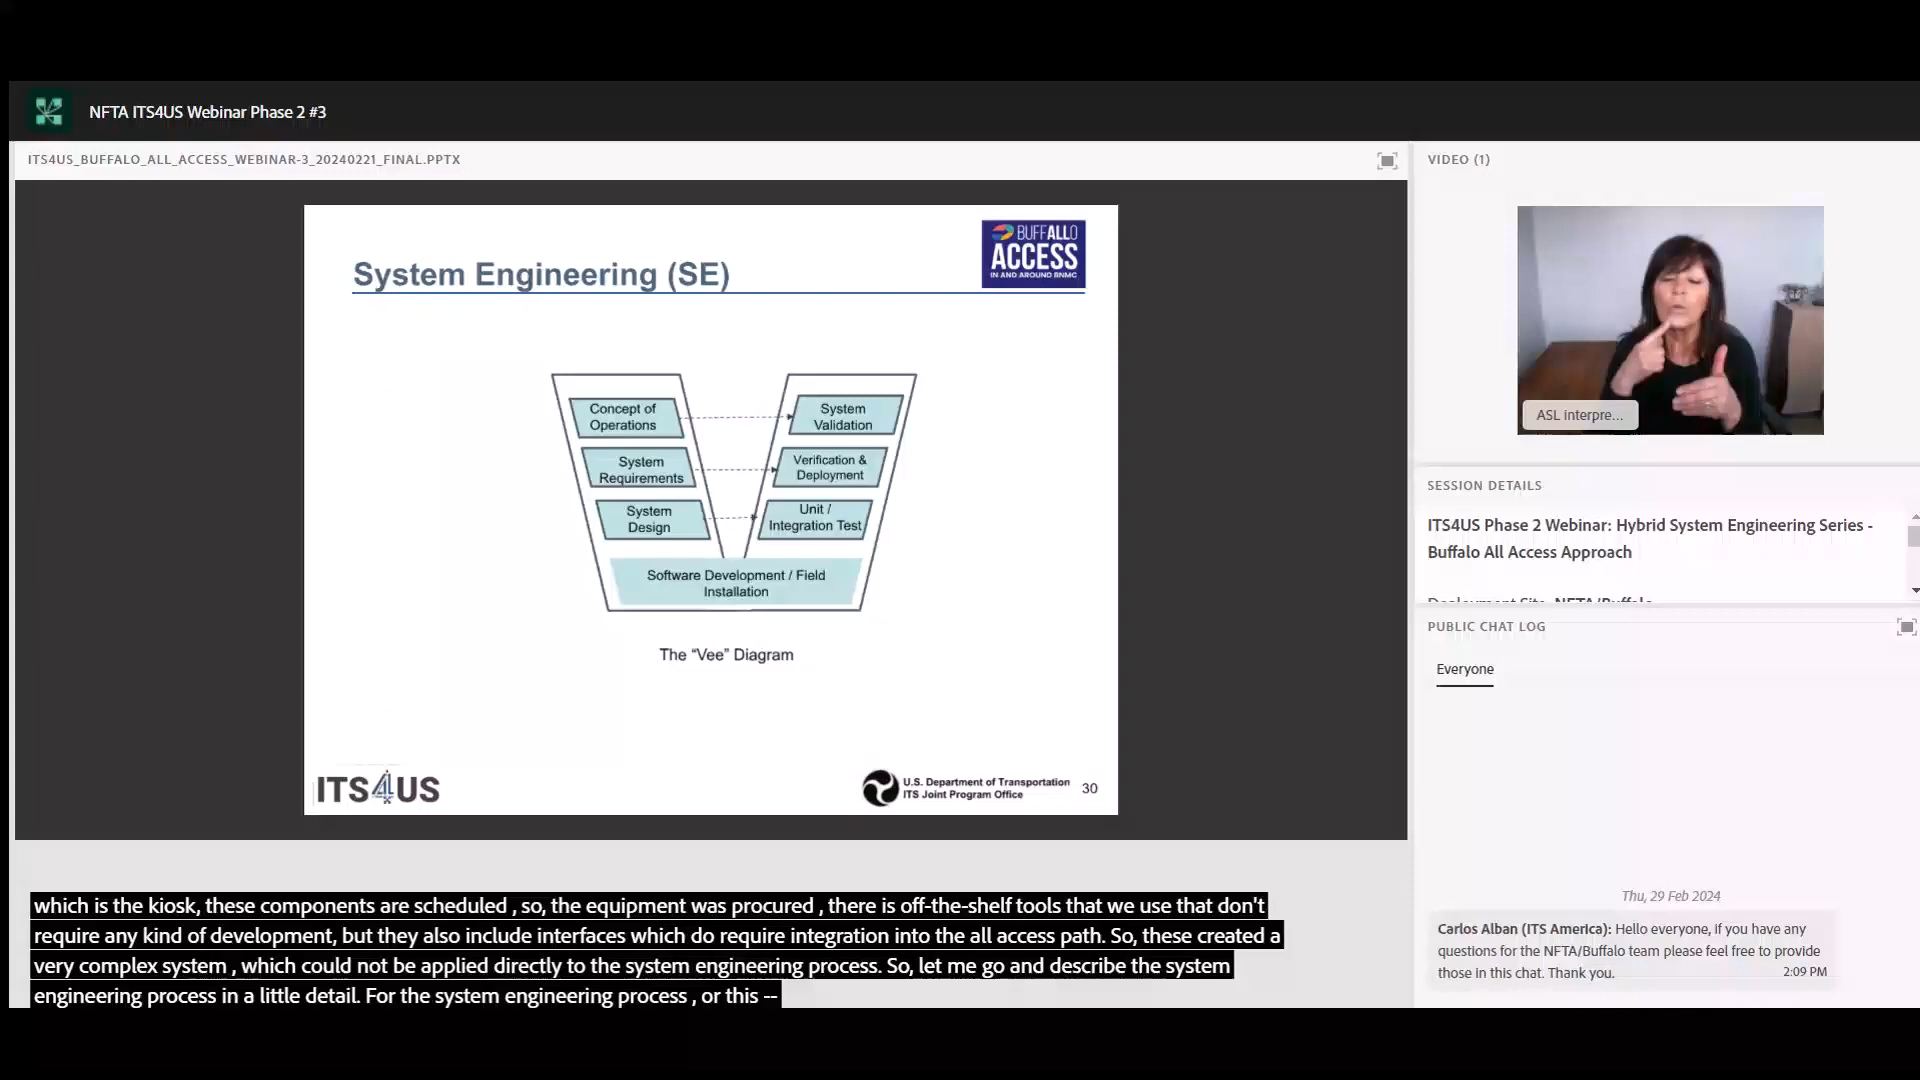 NFTA ITS4US Webinar Phase 2 #3
ITS4US_BUFFALO_ALL_ACCESS_WEBINAR-3_20240221_FINAL.PPTX
System Engineering (SE)
BUFFALLO
ACCESS
IN AND AROUND BNMC
Concept of
Operations
System
Validation
System
Requirements
Verification &
Deployment
System
Design
Unit /
Integration Test
Software Development / Field
Installation
The “Vee” Diagram
ITS4US
U.S. Department of Transportation
ITS Joint Program Office
30
which is the kiosk, these components are scheduled , so, the equipment was procured , there is off-the-shelf tools that we use that don't
require any kind of development, but they also include interfaces which do require integration into the all access path. So, these created a
very complex system , which could not be applied directly to the system engineering process. So, let me go and describe the system
engineering process in a little detail. For the system engineering process , or this --
VIDEO (1)
ASL interpre...
SESSION DETAILS
ITS4US Phase 2 Webinar: Hybrid System Engineering Series -
Buffalo All Access Approach
Deployment Site: NFTA/Buffalo
PUBLIC CHAT LOG
Everyone
Thu, 29 Feb 2024
Carlos Alban (ITS America): Hello everyone, if you have any
questions for the NFTA/Buffalo team please feel free to provide
those in this chat. Thank you.
2:09 PM